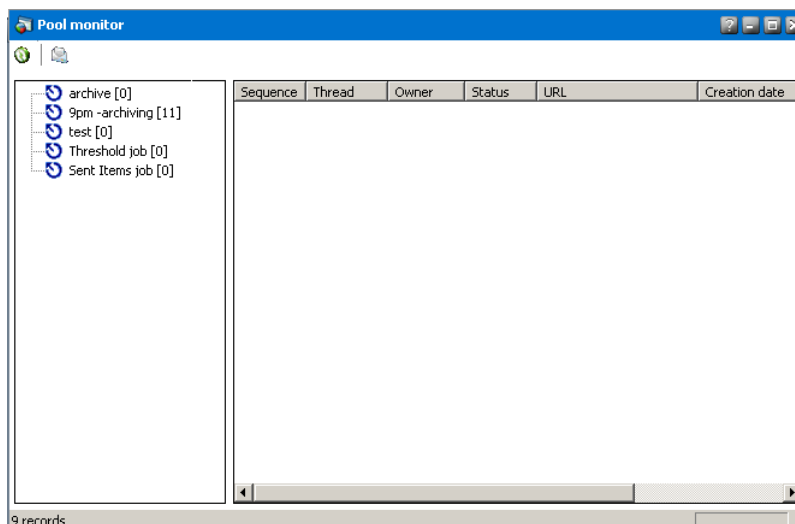 Pool monitor
archive [0]
9pm -archiving [11]
test [0]
Threshold job [0]
Sent Items job [0]
Sequence Thread Owner Status URL Creation date
9 records